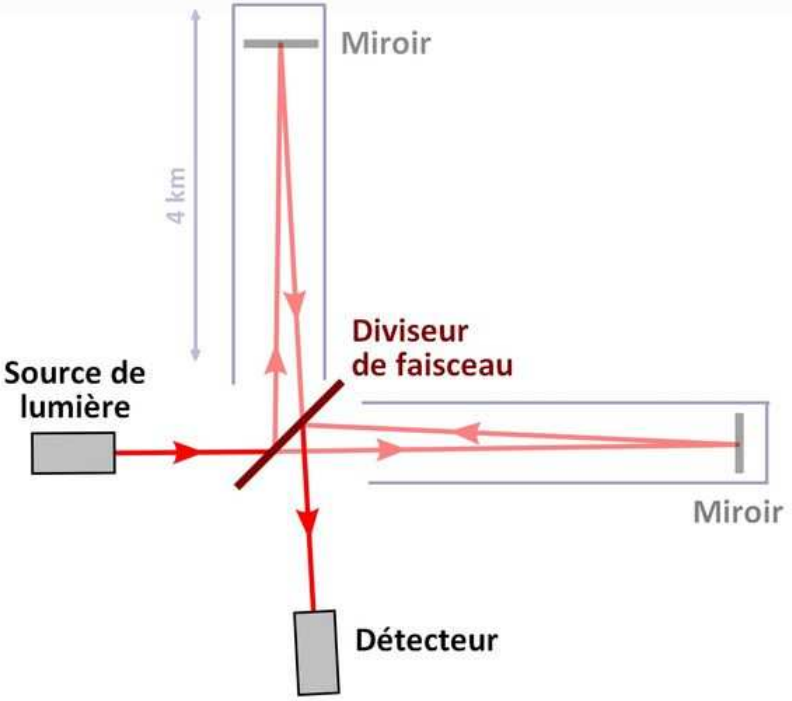 Miroir
4 km
Diviseur
de faisceau
Source de
lumière
Miroir
Détecteur